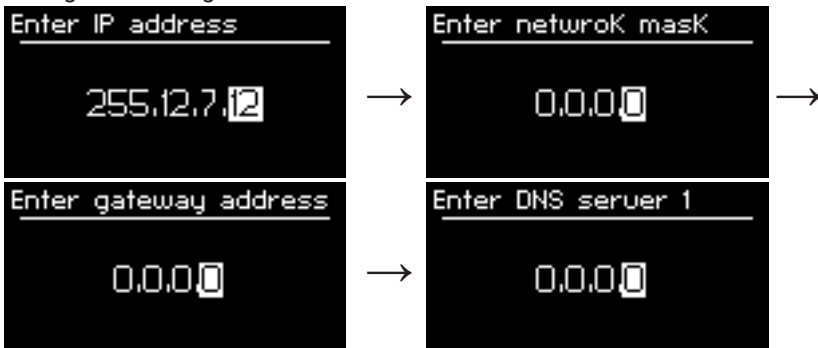 Enter IP address
255.12.7.12
→
Enter netwroK masK
0.0.0.0
→
Enter gateway address
0.0.0.0
→
Enter DNS server 1
0.0.0.0